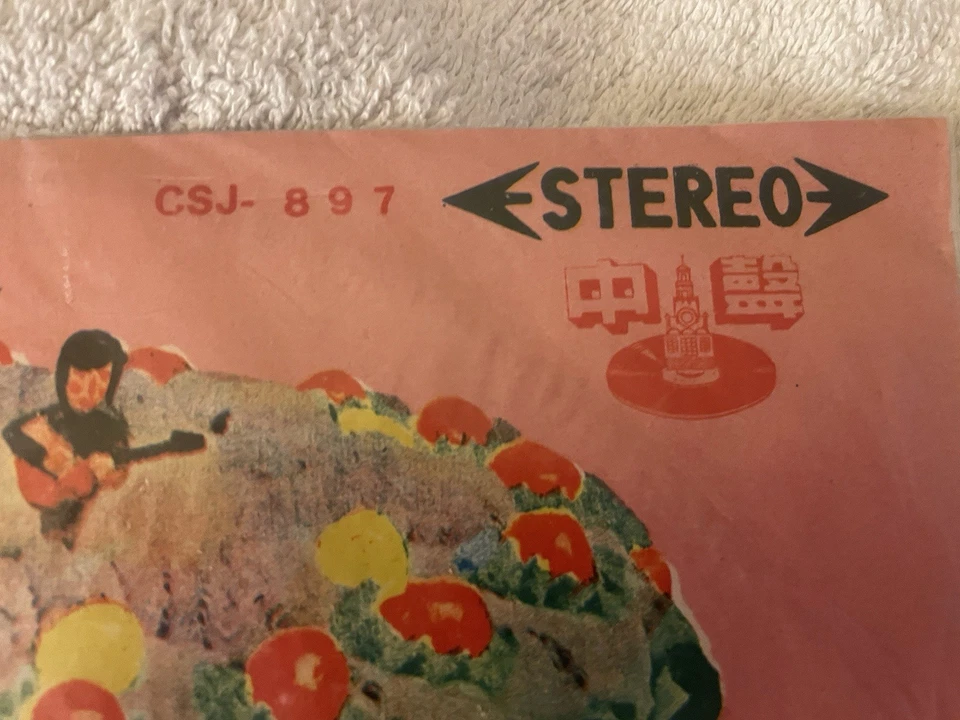 CSJ- 897
STEREO
中聲